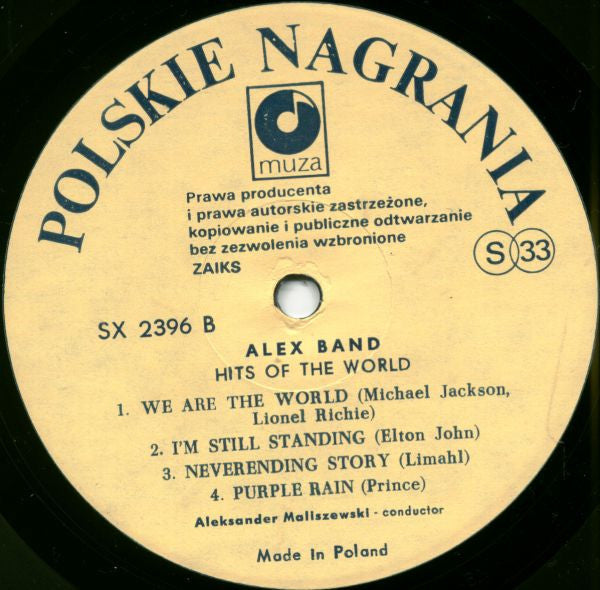 POLSKIE NAGRANIA
muza
Prawa producenta
i prawa autorskie zastrzeżone,
kopiowanie i publiczne odtwarzanie
bez zezwolenia wzbronione
ZAIKS
S 33
SX 2396 B
ALEX BAND
HITS OF THE WORLD
1. WE ARE THE WORLD (Michael Jackson,
Lionel Richie)
2. I'M STILL STANDING (Elton John)
3. NEVERENDING STORY (Limahl)
4. PURPLE RAIN (Prince)
Aleksander Maliszewski - conductor
Made In Poland